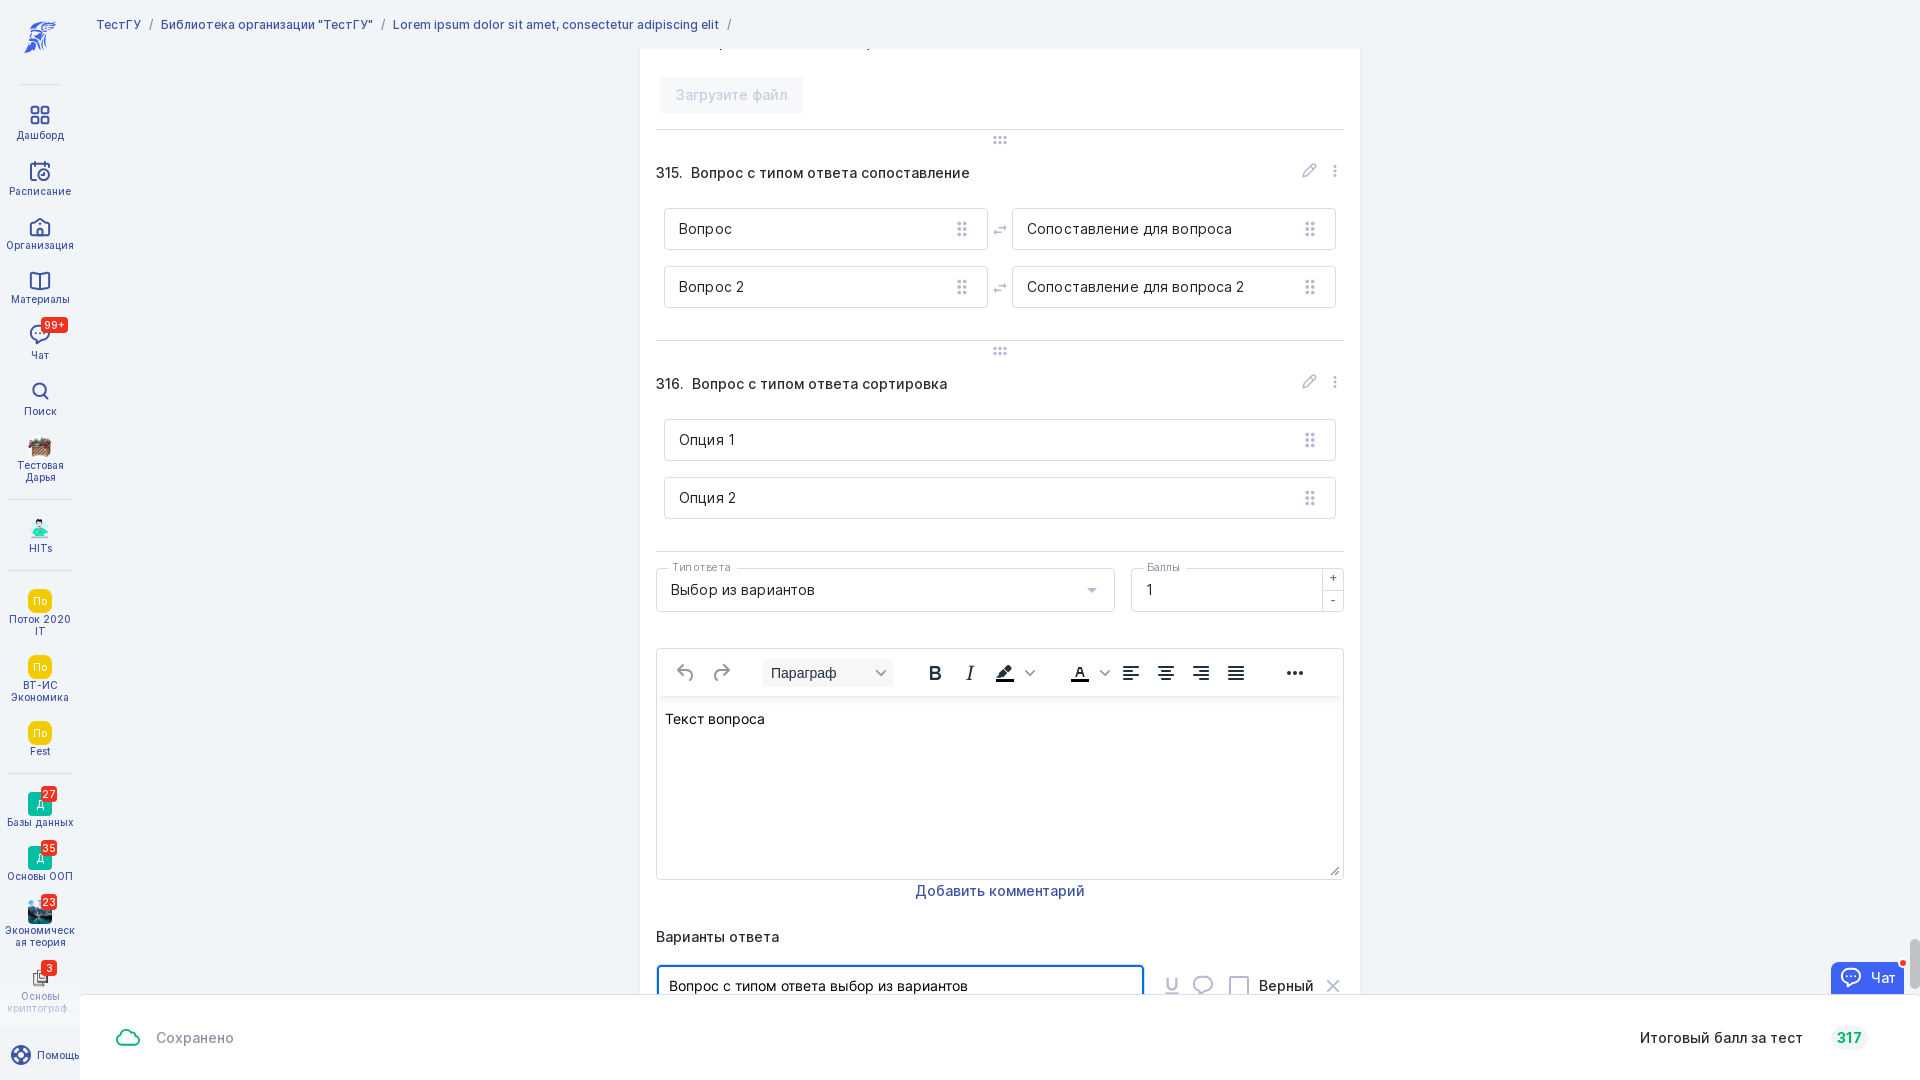 ТестГУ / Библиотека организации "ТестГУ" / Lorem ipsum dolor sit amet, consectetur adipiscing elit /
Дашборд
Расписание
Организация
Материалы
99+
Чат
Поиск
Тестовая
Дарья
HITs
По
Поток 2020
IT
По
ВТ-ИС
Экономика
По
Fest
27
Д
Базы данных
35
Д
Основы ООП
23
Экономическ
ая теория
3
Основы
криптограф...
Помощь
Загрузите файл
315. Вопрос с типом ответа сопоставление
Вопрос
Сопоставление для вопроса
Вопрос 2
Сопоставление для вопроса 2
316. Вопрос с типом ответа сортировка
Опция 1
Опция 2
Тип ответа
Выбор из вариантов
Баллы
1
+
-
Параграф
Текст вопроса
Добавить комментарий
Варианты ответа
Вопрос с типом ответа выбор из вариантов
Верный
Чат
Сохранено
Итоговый балл за тест 317